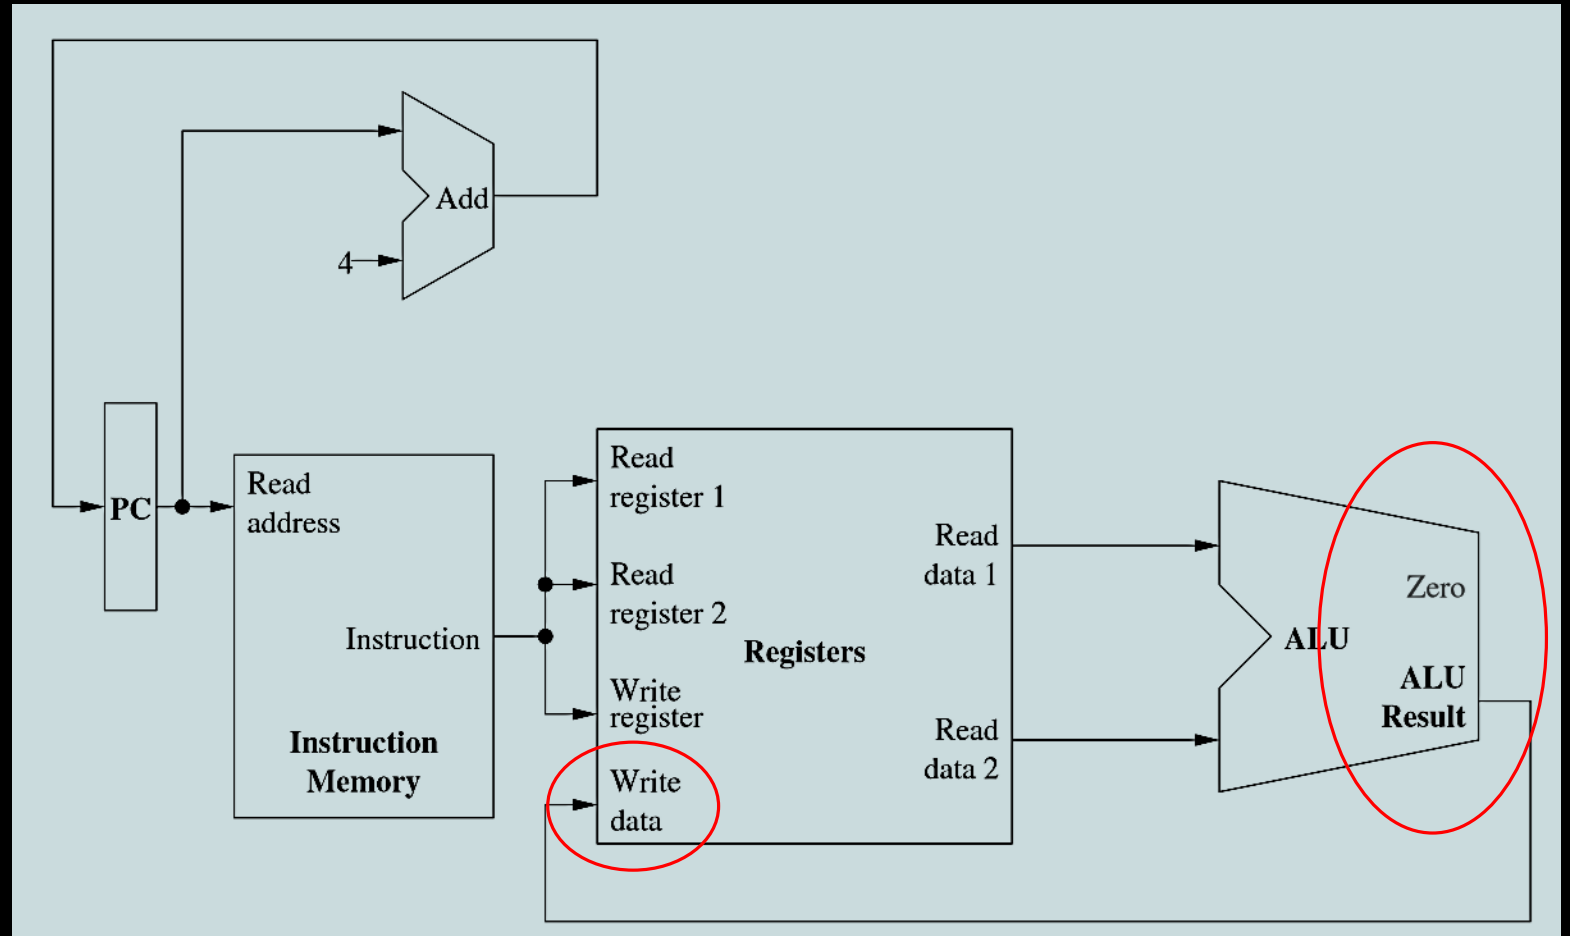 Add
4
PC
Read
address
Instruction
Instruction
Memory
Read
register 1
Read
register 2
Write
register
Write
data
Registers
Read
data 1
Read
data 2
Zero
ALU
ALU
Result